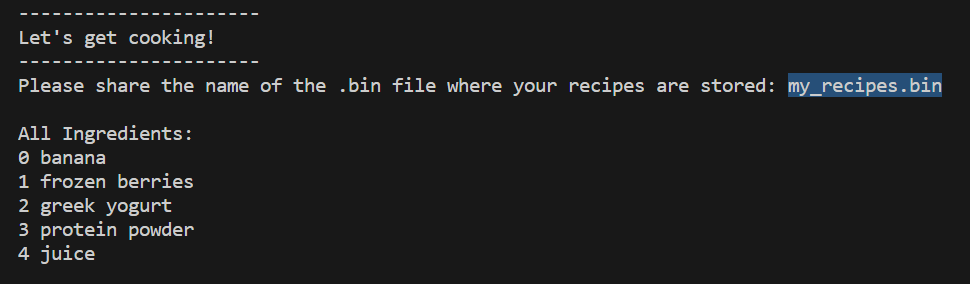 ----------------------
Let's get cooking!
----------------------
Please share the name of the .bin file where your recipes are stored: my_recipes.bin
All Ingredients:
0 banana
1 frozen berries
2 greek yogurt
3 protein powder
4 juice